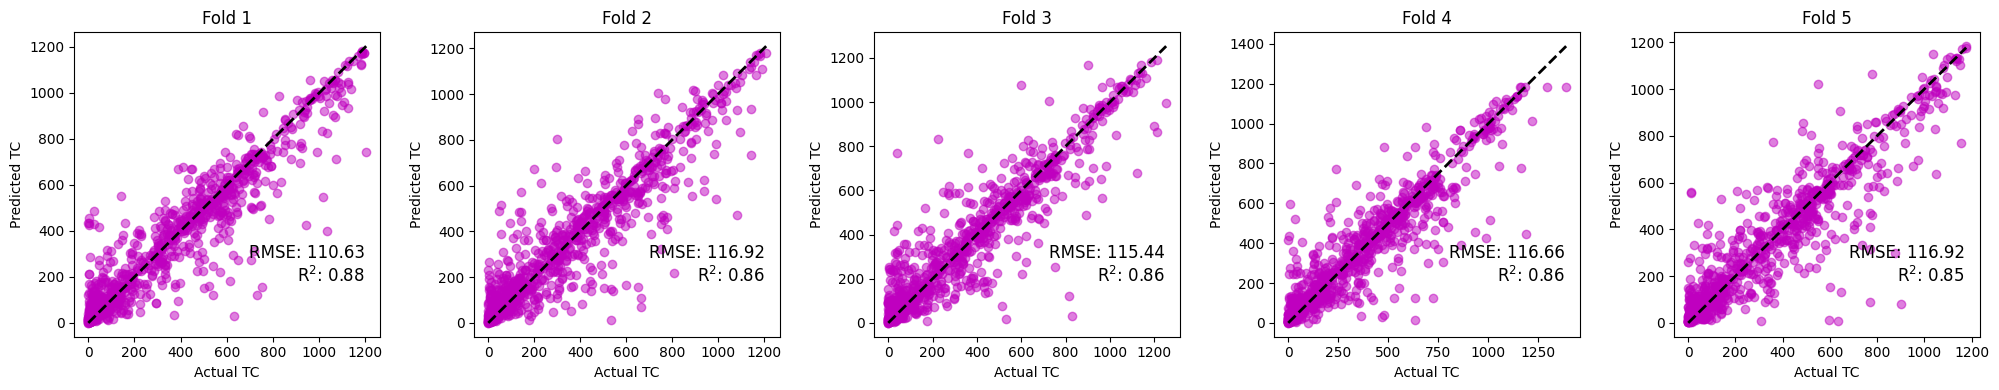 Fold 1
1200
1000
800
600
400
200
0
Predicted TC
RMSE: 110.63
R²: 0.88
0 200 400 600 800 1000 1200
Actual TC
Fold 2
1200
1000
800
600
400
200
0
Predicted TC
RMSE: 116.92
R²: 0.86
0 200 400 600 800 1000 1200
Actual TC
Fold 3
1200
1000
800
600
400
200
0
Predicted TC
RMSE: 115.44
R²: 0.86
0 200 400 600 800 1000 1200
Actual TC
Fold 4
1400
1200
1000
800
600
400
200
0
Predicted TC
RMSE: 116.66
R²: 0.86
0 250 500 750 1000 1250
Actual TC
Fold 5
1200
1000
800
600
400
200
0
Predicted TC
RMSE: 116.92
R²: 0.85
0 200 400 600 800 1000 1200
Actual TC